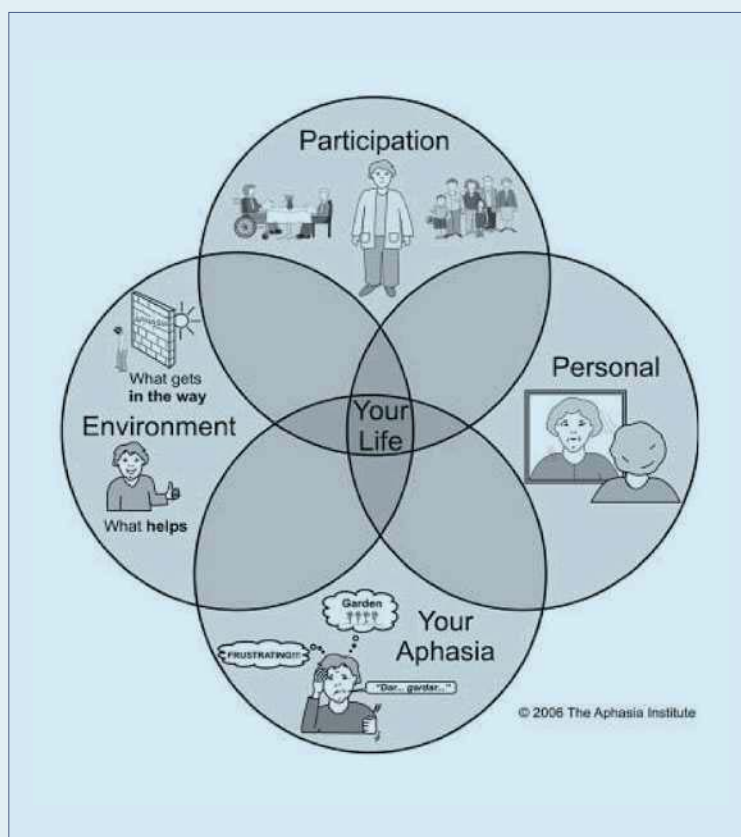 Participation
APHASIA
What gets
in the way
Environment
What helps
Personal
Your
Life
Garden
FRUSTRATING!!!
Your
Aphasia
"Dar... gardar..."
© 2006 The Aphasia Institute